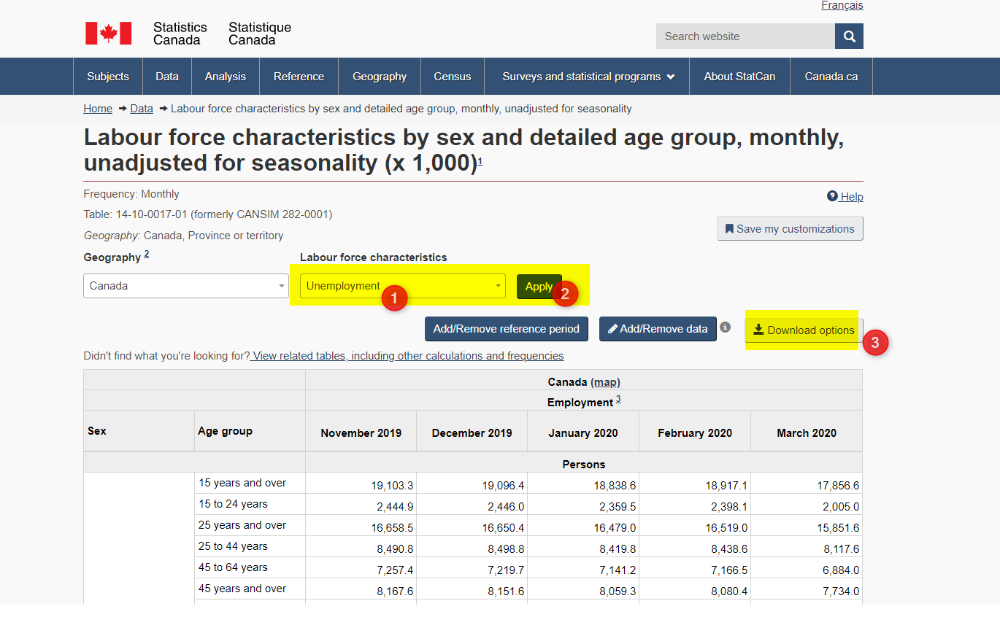 Français
Statistics Canada
Statistique Canada
Search website
Subjects Data Analysis Reference Geography Census Surveys and statistical programs About StatCan Canada.ca
Home Data Labour force characteristics by sex and detailed age group, monthly, unadjusted for seasonality
Labour force characteristics by sex and detailed age group, monthly,
unadjusted for seasonality (x 1,000)1
Frequency: Monthly
Help
Table: 14-10-0017-01 (formerly CANSIM 282-0001)
Save my customizations
Geography: Canada, Province or territory
Geography 2 Labour force characteristics
Canada Unemployment Apply
1 2
Add/Remove reference period Add/Remove data i Download options
3
Didn't find what you're looking for? View related tables, including other calculations and frequencies
Canada (map)
Employment 3
Sex Age group November 2019 December 2019 January 2020 February 2020 March 2020
Persons
15 years and over 19,103.3 19,096.4 18,838.6 18,917.1 17,856.6
15 to 24 years 2,444.9 2,446.0 2,359.5 2,398.1 2,005.0
25 years and over 16,658.5 16,650.4 16,479.0 16,519.0 15,851.6
25 to 44 years 8,490.8 8,498.8 8,419.8 8,438.6 8,117.6
45 to 64 years 7,257.4 7,219.7 7,141.2 7,166.5 6,884.0
45 years and over 8,167.6 8,151.6 8,059.3 8,080.4 7,734.0